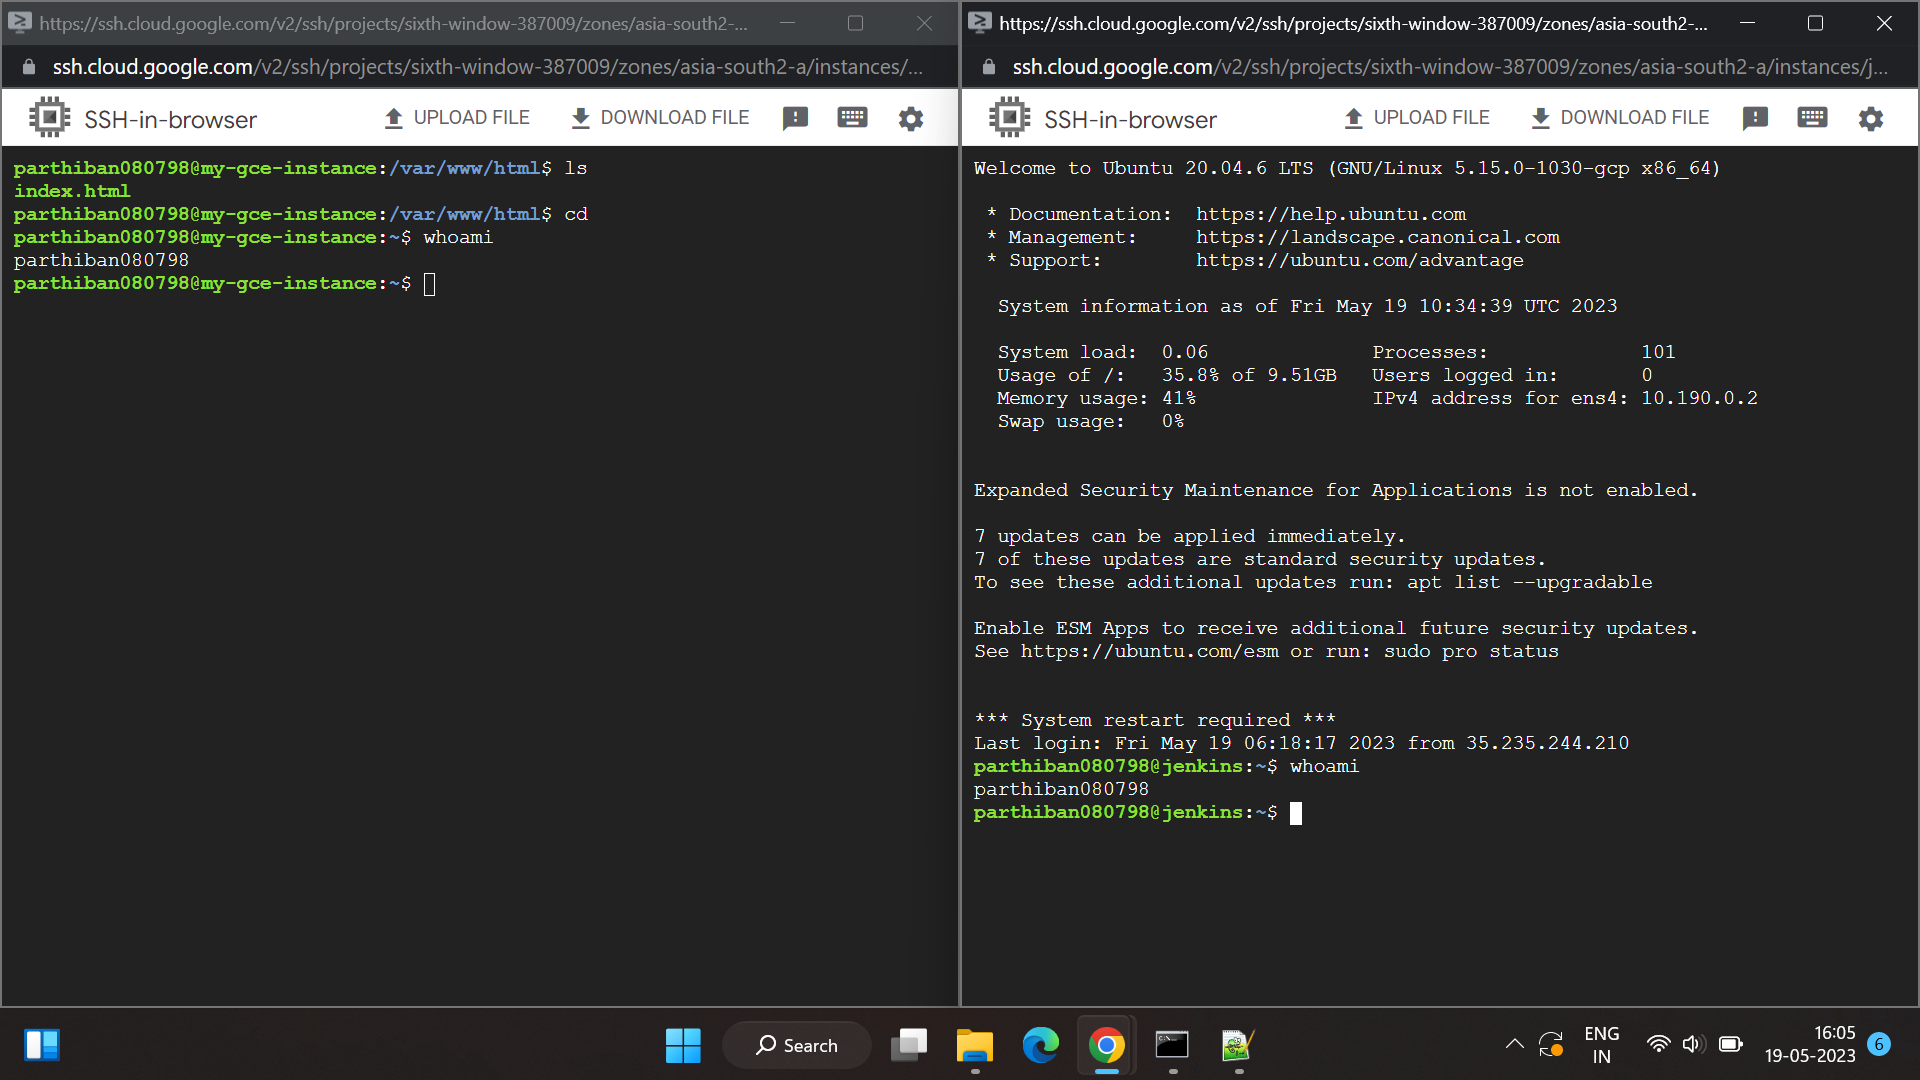 https://ssh.cloud.google.com/v2/ssh/projects/sixth-window-387009/zones/asia-south2-...
ssh.cloud.google.com/v2/ssh/projects/sixth-window-387009/zones/asia-south2-a/instances/...
SSH-in-browser
UPLOAD FILE
DOWNLOAD FILE
parthiban080798@my-gce-instance:/var/www/html$ ls
index.html
parthiban080798@my-gce-instance:/var/www/html$ cd
parthiban080798@my-gce-instance:~$ whoami
parthiban080798
parthiban080798@my-gce-instance:~$
https://ssh.cloud.google.com/v2/ssh/projects/sixth-window-387009/zones/asia-south2-...
ssh.cloud.google.com/v2/ssh/projects/sixth-window-387009/zones/asia-south2-a/instances/j...
SSH-in-browser
UPLOAD FILE
DOWNLOAD FILE
Welcome to Ubuntu 20.04.6 LTS (GNU/Linux 5.15.0-1030-gcp x86_64)
* Documentation: https://help.ubuntu.com
* Management: https://landscape.canonical.com
* Support: https://ubuntu.com/advantage
System information as of Fri May 19 10:34:39 UTC 2023
System load: 0.06 Processes: 101
Usage of /: 35.8% of 9.51GB Users logged in: 0
Memory usage: 41% IPv4 address for ens4: 10.190.0.2
Swap usage: 0%
Expanded Security Maintenance for Applications is not enabled.
7 updates can be applied immediately.
7 of these updates are standard security updates.
To see these additional updates run: apt list --upgradable
Enable ESM Apps to receive additional future security updates.
See https://ubuntu.com/esm or run: sudo pro status
*** System restart required ***
Last login: Fri May 19 06:18:17 2023 from 35.235.244.210
parthiban080798@jenkins:~$ whoami
parthiban080798
parthiban080798@jenkins:~$
Search
ENG
IN
16:05
19-05-2023
6